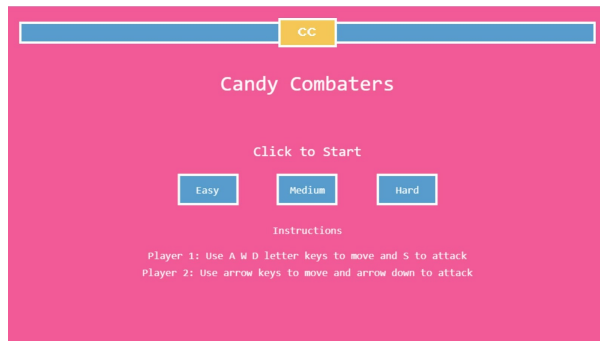 CC
Candy Combaters
Click to Start
Easy Medium Hard
Instructions
Player 1: Use A W D letter keys to move and S to attack
Player 2: Use arrow keys to move and arrow down to attack